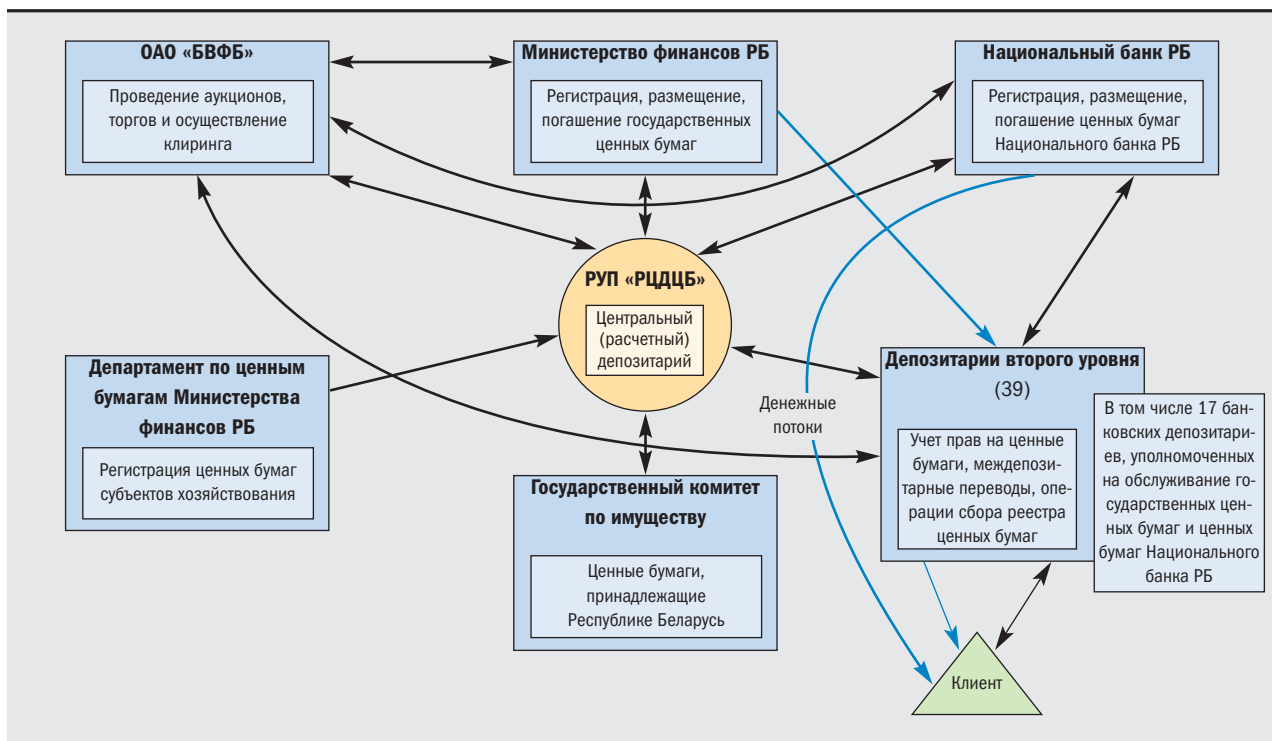 ОАО «БВФБ»
Проведение аукционов,
торгов и осуществление
клиринга
Министерство финансов РБ
Регистрация, размещение,
погашение государственных
ценных бумаг
Национальный банк РБ
Регистрация, размещение,
погашение ценных бумаг
Национального банка РБ
РУП «РЦДЦБ»
Центральный
(расчетный)
депозитарий
Департамент по ценным
бумагам Министерства
финансов РБ
Регистрация ценных бумаг
субъектов хозяйствования
Государственный комитет
по имуществу
Ценные бумаги,
принадлежащие
Республике Беларусь
Денежные
потоки
Депозитарии второго уровня
(39)
Учет прав на ценные
бумаги, междепози-
тарные переводы, опе-
рации сбора реестра
ценных бумаг
В том числе 17 бан-
ковских депозитари-
ев, уполномоченных
на обслуживание го-
сударственных цен-
ных бумаг и ценных
бумаг Национального
банка РБ
Клиент